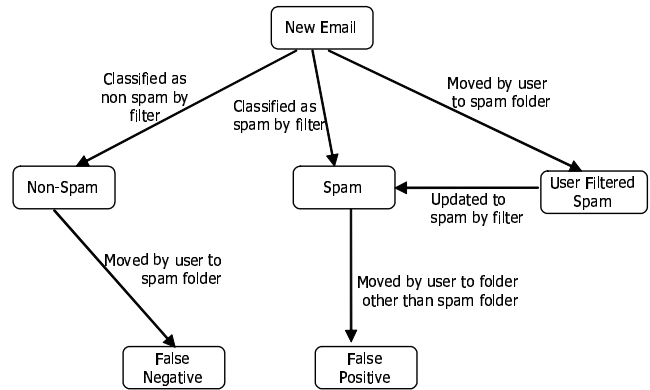 New Email
Classified as
non spam by
filter
Classified as
spam by filter
Moved by user
to spam folder
Non-Spam
Spam
User Filtered
Spam
Updated to
spam by filter
Moved by user to
spam folder
Moved by user to folder
other than spam folder
False
Negative
False
Positive